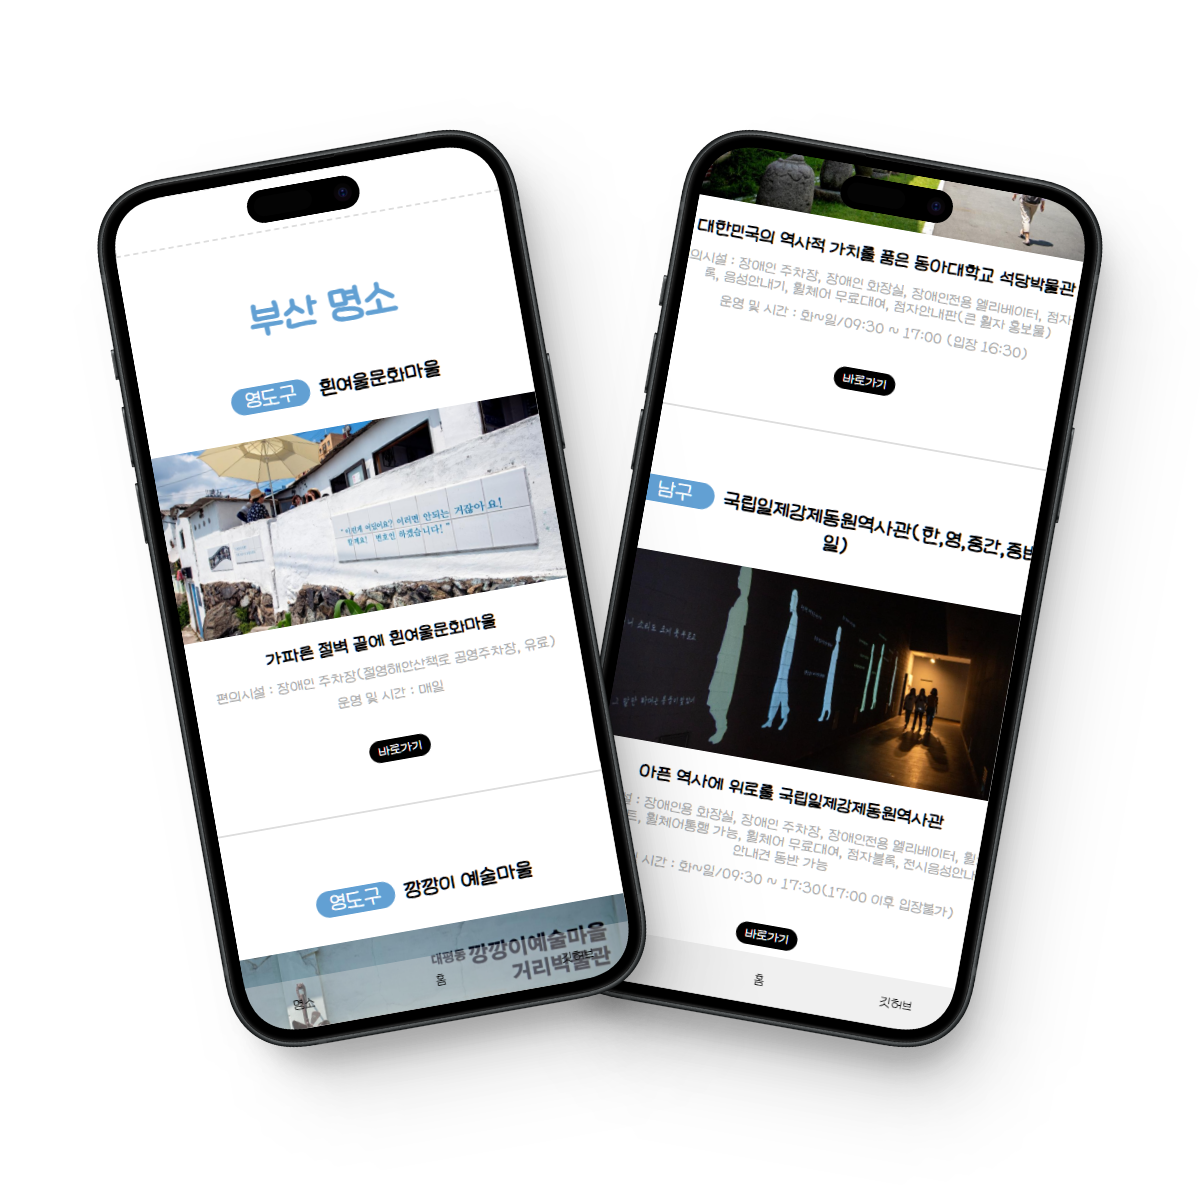 부산 명소
영도구 흰여울문화마을
"이런게 어딨어요? 이러면 안되는 거잖아요!
할게요! 변호인 하겠습니다!"
가파른 절벽 끝에 흰여울문화마을
편의시설 : 장애인 주차장(절영해안산책로 공영주차장, 유료)
운영 및 시간 : 매일
바로가기
영도구 깡깡이 예술마을
대평동 깡깡이예술마을
거리박물관
명소 홈 깃허브
대한민국의 역사적 가치를 품은 동아대학교 석당박물관
의시설 : 장애인 주차장, 장애인 화장실, 장애인전용 엘리베이터, 점자
록, 음성안내기, 휠체어 무료대여, 점자안내판(큰 활자 홍보물)
운영 및 시간 : 화~일/09:30 ~ 17:00 (입장 16:30)
바로가기
남구 국립일제강제동원역사관(한,영,중간,중번
일)
아픈 역사에 위로를 국립일제강제동원역사관
설 : 장애인용 화장실, 장애인 주차장, 장애인전용 엘리베이터, 휠
트, 휠체어통행 가능, 휠체어 무료대여, 점자블록, 전시음성안내
안내견 동반 가능
시간 : 화~일/09:30 ~ 17:30(17:00 이후 입장불가)
바로가기
홈 깃허브